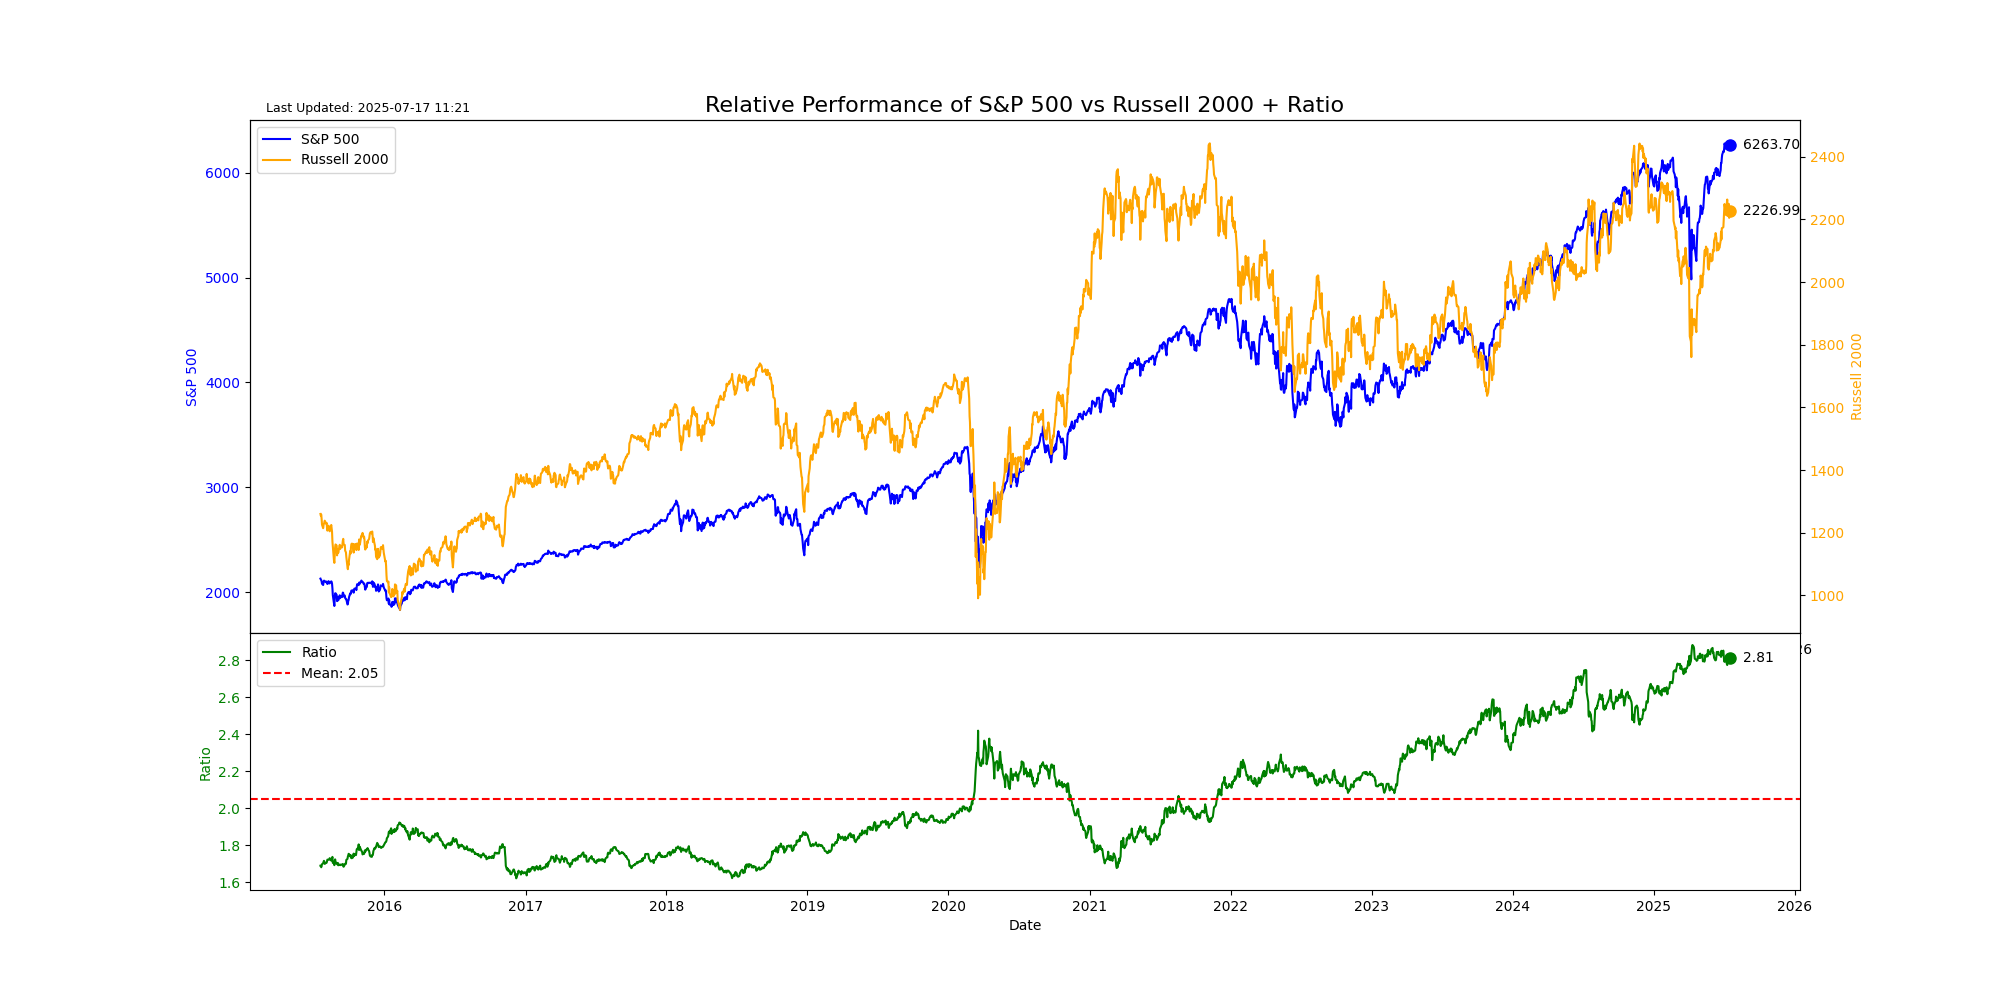 Last Updated: 2025-07-17 11:21
Relative Performance of S&P 500 vs Russell 2000 + Ratio
S&P 500
Russell 2000
6263.70
2226.99
6000
5000
4000
3000
2000
S&P 500
2400
2200
2000
1800
1600
1400
1200
1000
Russell 2000
Ratio
Mean: 2.05
2.81
26
2.8
2.6
2.4
2.2
2.0
1.8
1.6
Ratio
2016 2017 2018 2019 2020 2021 2022 2023 2024 2025 2026
Date